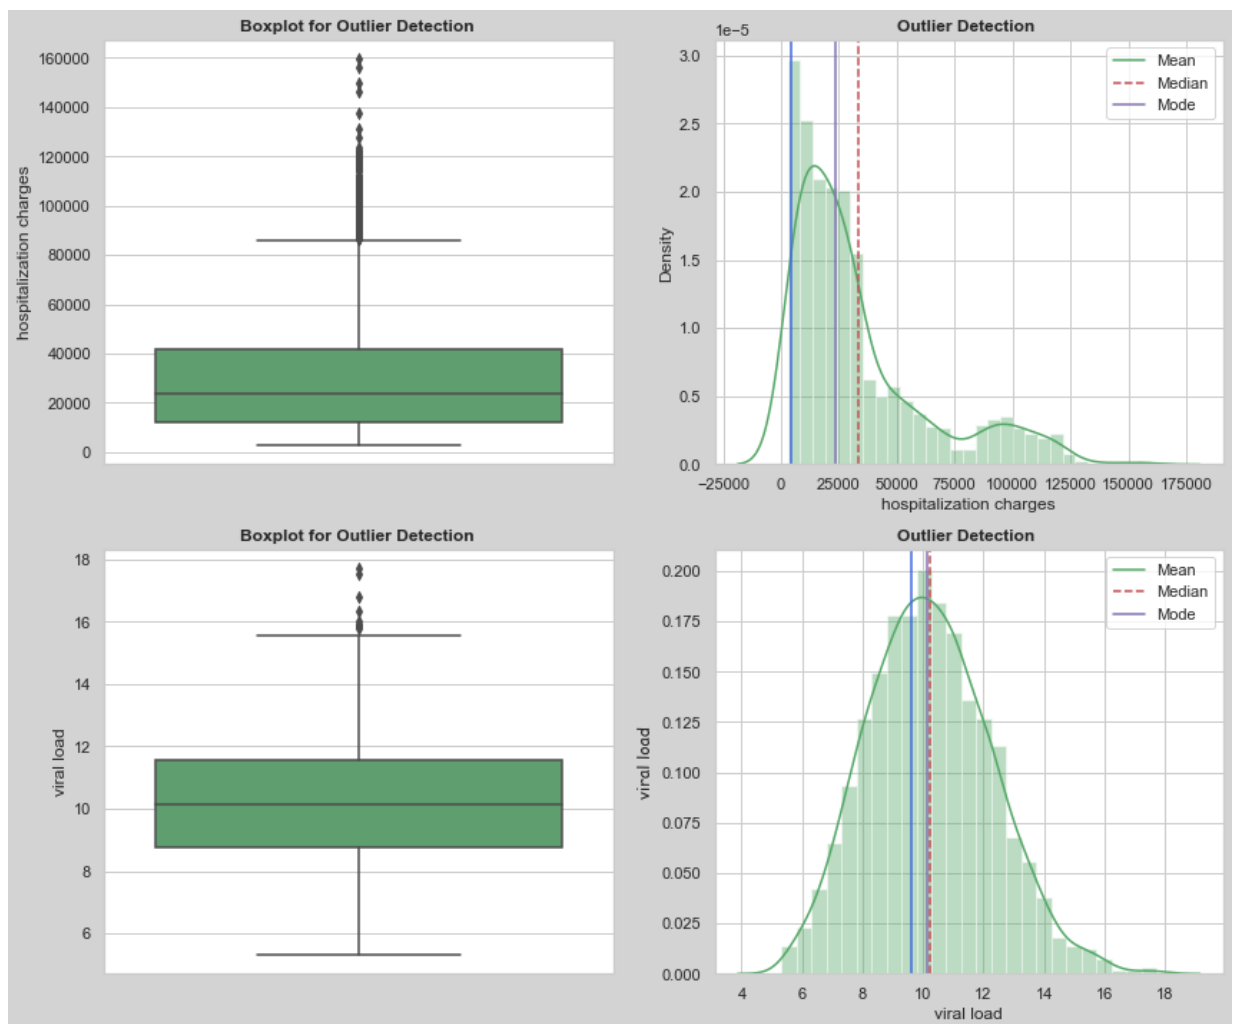 Boxplot for Outlier Detection
160000
140000
120000
100000
80000
60000
40000
20000
0
hospitalization charges
Outlier Detection
1e−5
3.0
2.5
2.0
1.5
1.0
0.5
0.0
Density
Mean
Median
Mode
−25000 0 25000 50000 75000 100000 125000 150000 175000
hospitalization charges
Boxplot for Outlier Detection
18
16
14
12
10
8
6
viral load
Outlier Detection
0.200
0.175
0.150
0.125
0.100
0.075
0.050
0.025
0.000
viral load
Mean
Median
Mode
4 6 8 10 12 14 16 18
viral load